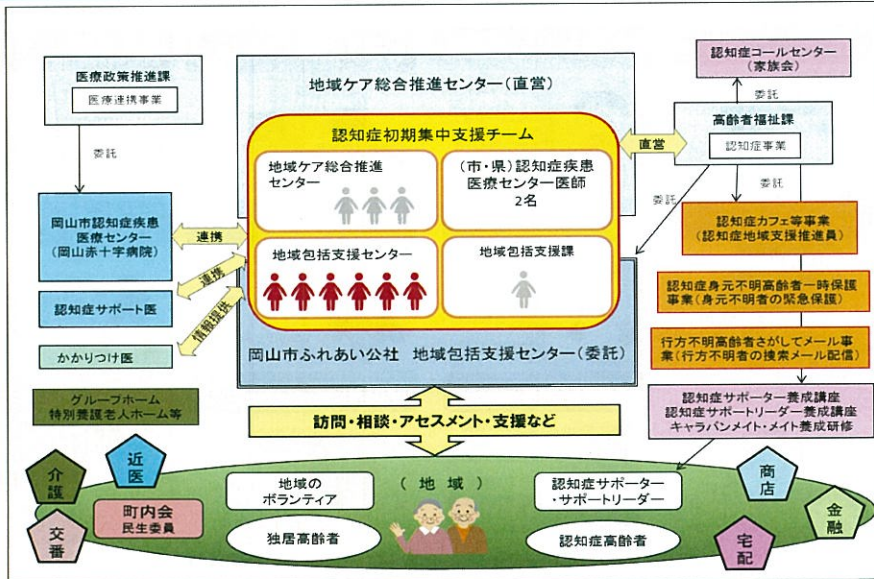 医療政策推進課
医療連携事業
委託
岡山市認知症疾患
医療センター
(岡山赤十字病院)
認知症サポート医
かかりつけ医
グループホーム
特別養護老人ホーム等
連携
連携
情報提供
地域ケア総合推進センター(直営)
認知症初期集中支援チーム
地域ケア総合推進
センター
(市・県)認知症疾患
医療センター医師
2名
地域包括支援センター
地域包括支援課
岡山市ふれあい公社 地域包括支援センター(委託)
直営
認知症コールセンター
(家族会)
委託
高齢者福祉課
認知症事業
委託
委託
認知症カフェ等事業
(認知症地域支援推進員)
認知症身元不明高齢者一時保護
事業(身元不明者の緊急保護)
行方不明高齢者さがしてメール事
業(行方不明者の捜索メール配信)
認知症サポーター養成講座
認知症サポートリーダー養成講座
キャラバンメイト・メイト養成研修
訪問・相談・アセスメント・支援など
介護
近医
交番
町内会
民生委員
地域の
ボランティア
独居高齢者
(地域)
認知症サポーター
・サポートリーダー
認知症高齢者
商店
金融
宅配